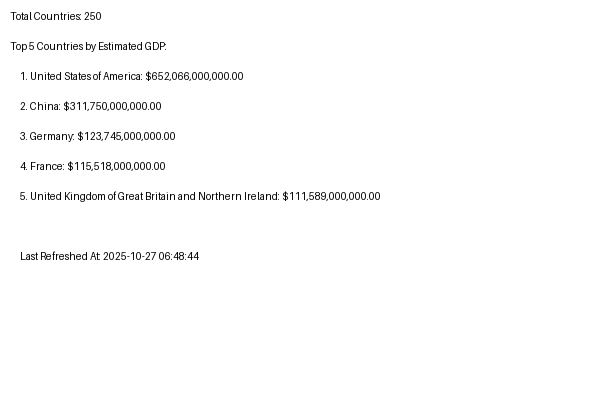 Total Countries: 250
Top 5 Countries by Estimated GDP:
1. United States of America: $652,066,000,000.00
2. China: $311,750,000,000.00
3. Germany: $123,745,000,000.00
4. France: $115,518,000,000.00
5. United Kingdom of Great Britain and Northern Ireland: $111,589,000,000.00
Last Refreshed At: 2025-10-27 06:48:44